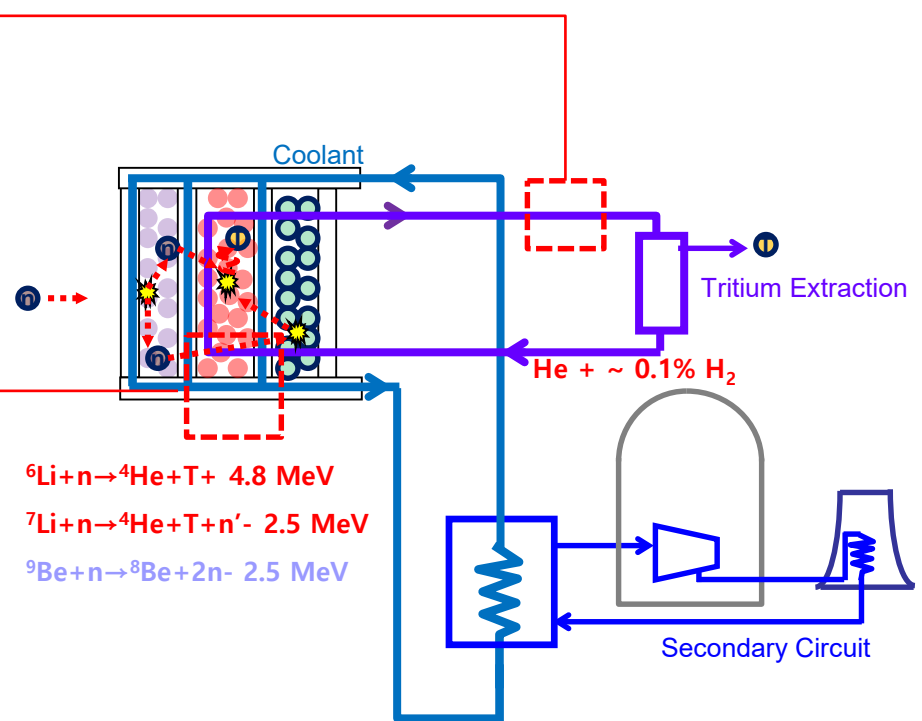 Coolant
n
n
n
Tritium Extraction
He + ~ 0.1% H₂
⁶Li+n→⁴He+T+ 4.8 MeV
⁷Li+n→⁴He+T+n’- 2.5 MeV
⁹Be+n→⁸Be+2n- 2.5 MeV
Secondary Circuit